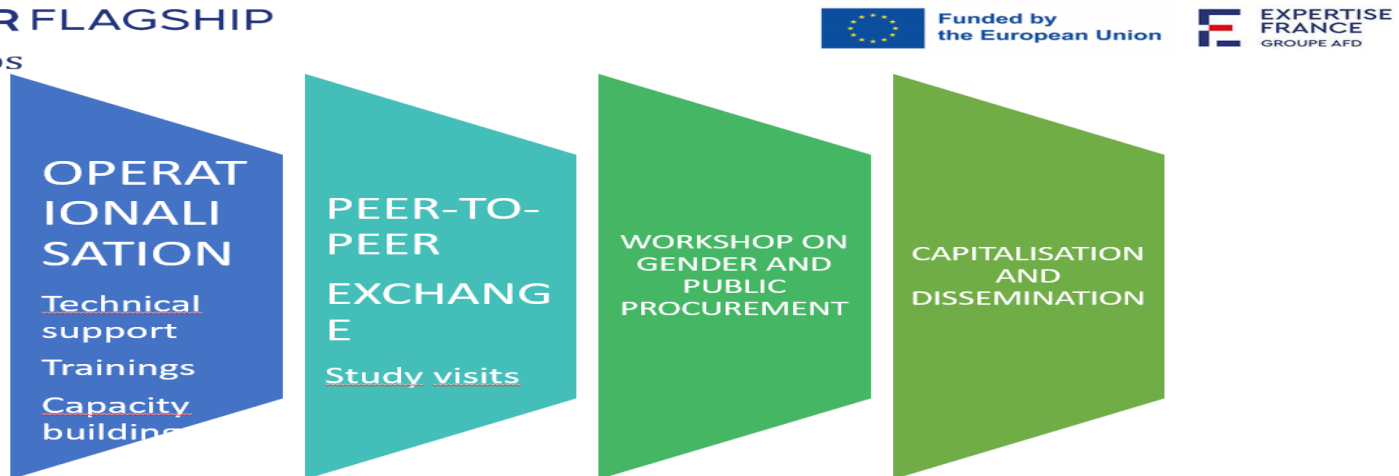 R FLAGSHIP
Funded by
the European Union
EXPERTISE
FRANCE
GROUPE AFD
OPERAT
IONALI
SATION
Technical
support
Trainings
Capacity
building
PEER-TO-
PEER
EXCHANG
E
Study visits
WORKSHOP ON
GENDER AND
PUBLIC
PROCUREMENT
CAPITALISATION
AND
DISSEMINATION